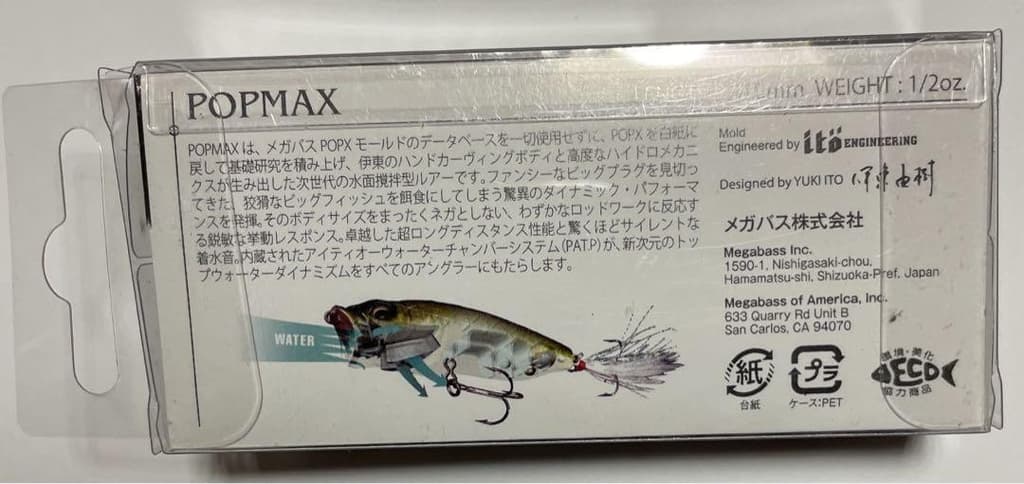 POPMAX
mm WEIGHT : 1/2oz.
POPMAXは、メガバスPOPXモールドのデータベースを一切使用せずに、POPXを白紙に
戻して基礎研究を積み上げ、伊東のハンドカーヴィングボディと高度なハイドロメカニ
クスが生み出した次世代の水面攪拌型ルアーです。ファンシーなビッグプラグを見切っ
てきた、狡猾なビッグフィッシュを餌食にしてしまう驚異のダイナミック・パフォーマ
ンスを発揮。そのボディサイズをまったくネガとしない、わずかなロッドワークに反応す
る鋭敏な挙動レスポンス。卓越した超ロングディスタンス性能と驚くほどサイレントな
着水音。内蔵されたアイティオーウォーターチャンバーシステム(PAT.P)が、新次元のトッ
プウォーターダイナミズムをすべてのアングラーにもたらします。
WATER
Mold
Engineered by itö ENGINEERING
Designed by YUKI ITO 伊東由樹
メガバス株式会社
Megabass Inc.
1590-1, Nishigasaki-chou,
Hamamatsu-shi, Shizuoka-Pref. Japan
Megabass of America, Inc.
633 Quarry Rd Unit B
San Carlos, CA 94070
紙
台紙
プラ
ケース:PET
環境・美化
ECO
協力商品